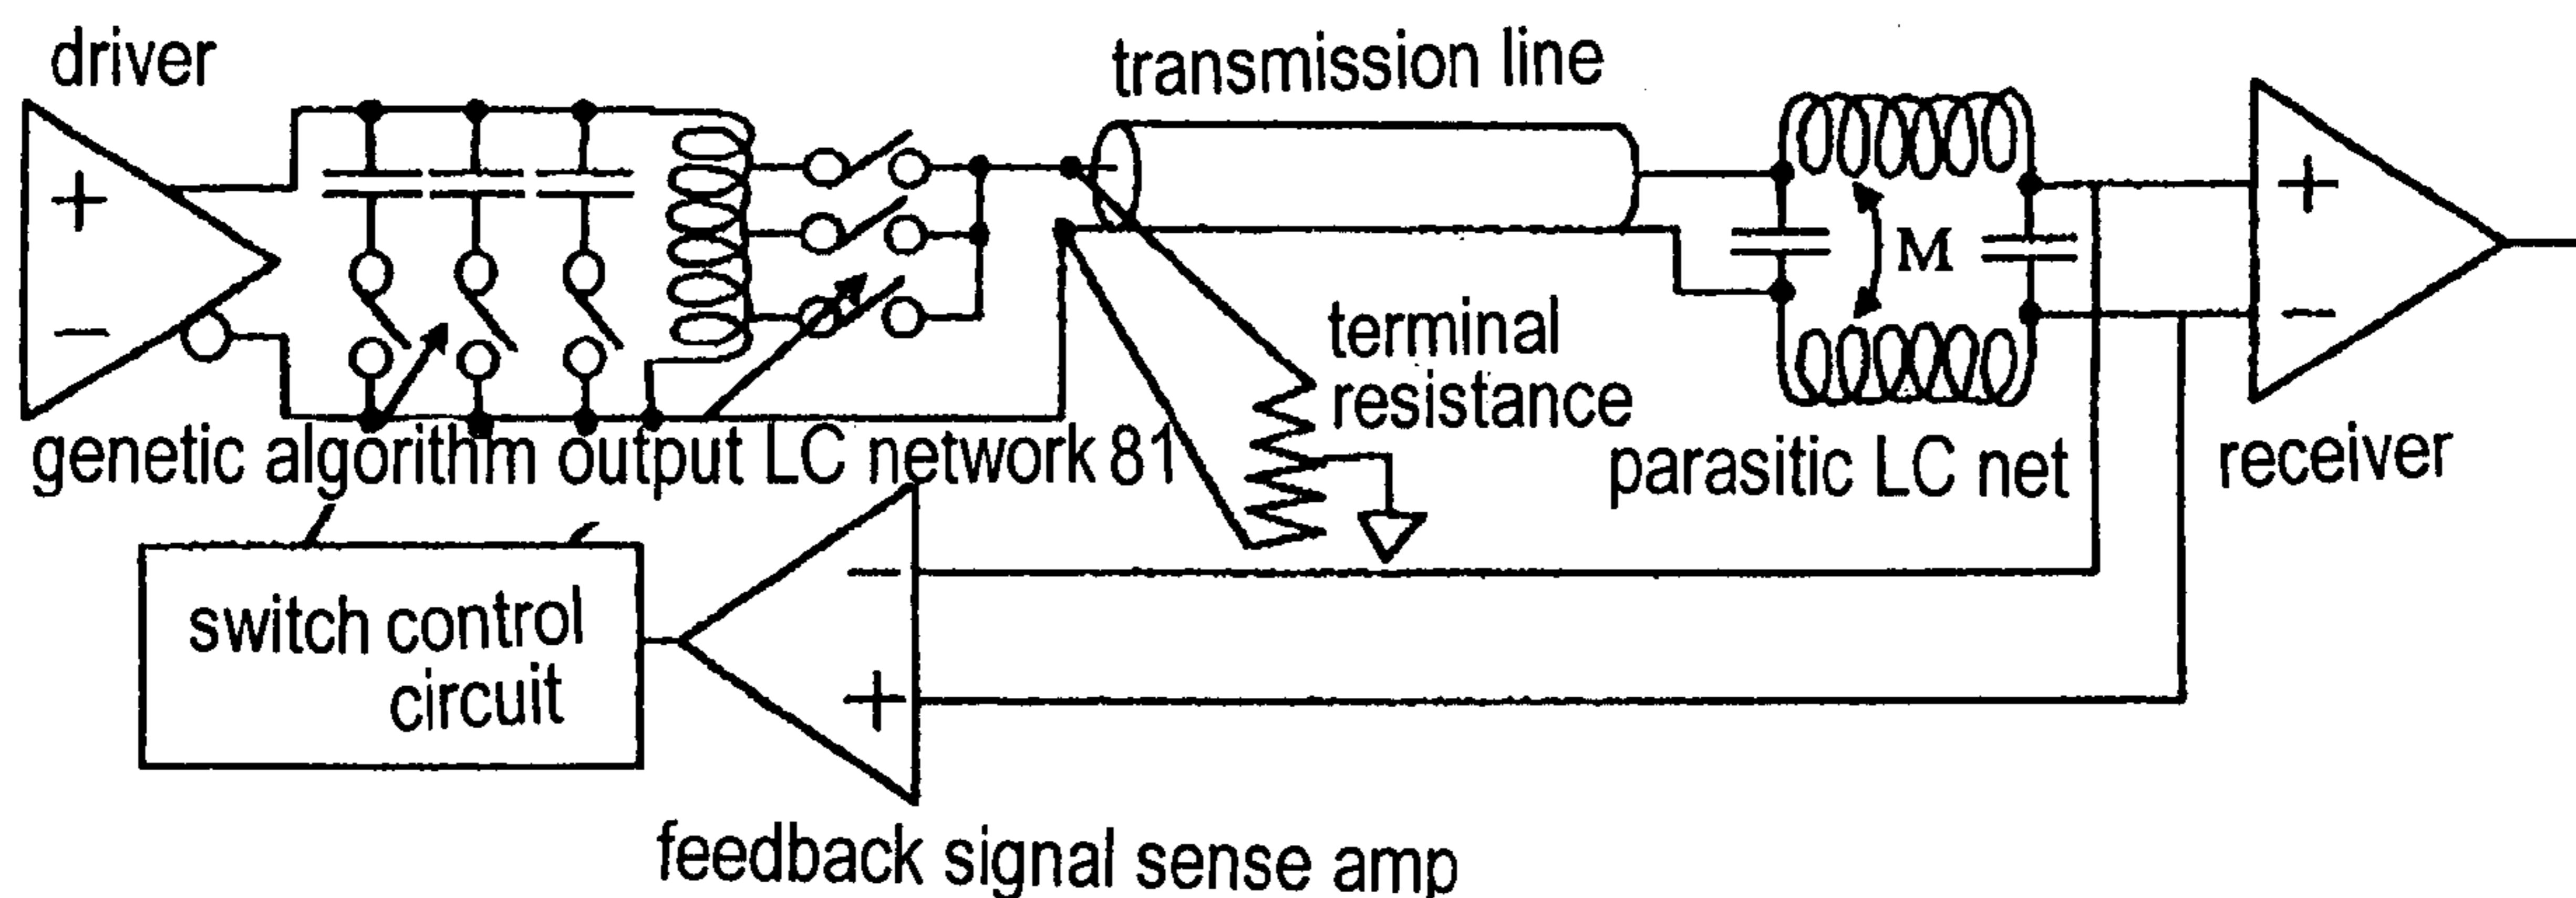 driver
transmission line
+
−
M
+
−
terminal
resistance
genetic algorithm output LC network 81
parasitic LC net
receiver
switch control
circuit
−
+
feedback signal sense amp